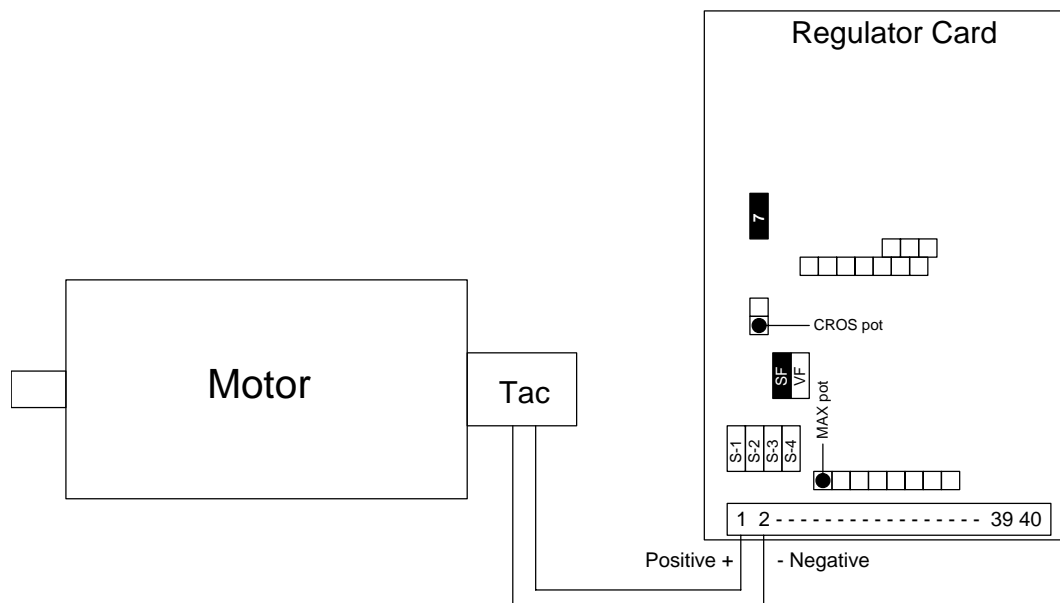 Regulator Card
7
CROS pot
SF
VF
Motor
Tac
MAX pot
S-1
S-2
S-3
S-4
1 2 - - - - - - - - - - - - - - - - - 39 40
Positive +
- Negative